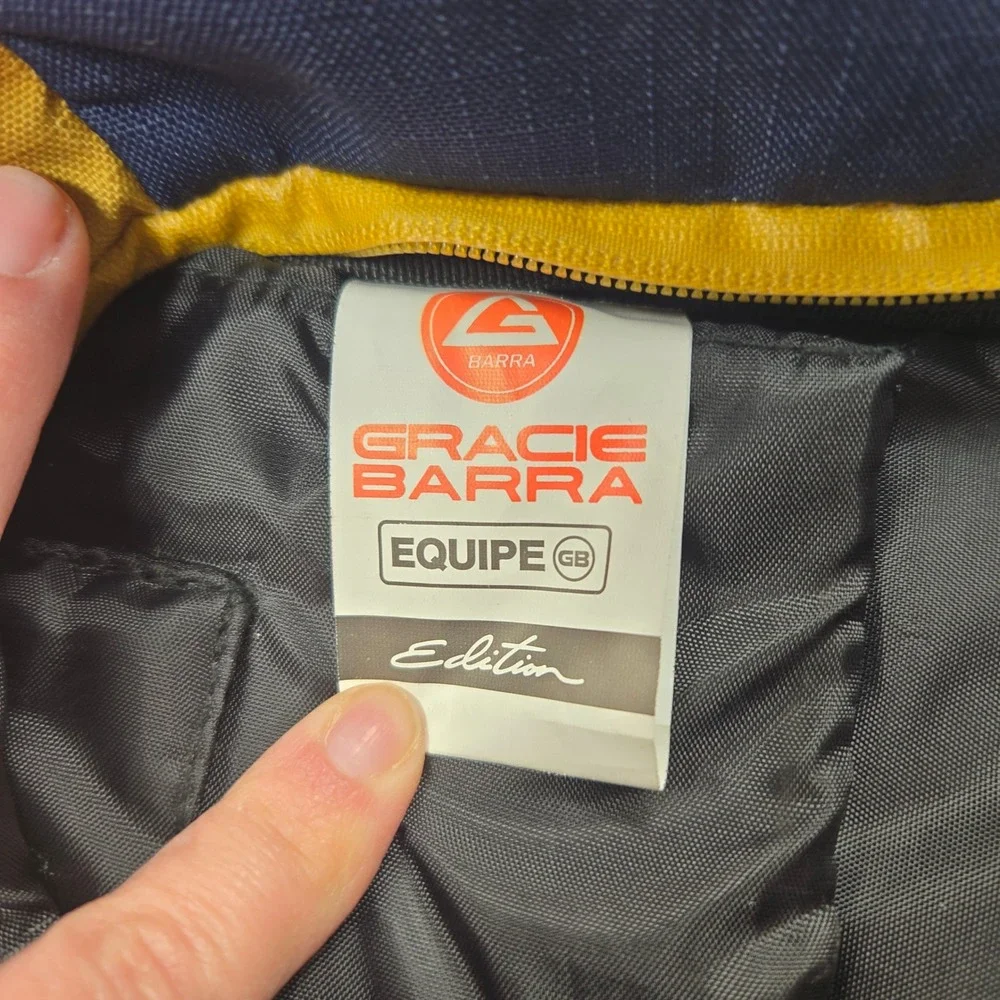 G
BARRA
GRACIE
BARRA
EQUIPE GB
Edition